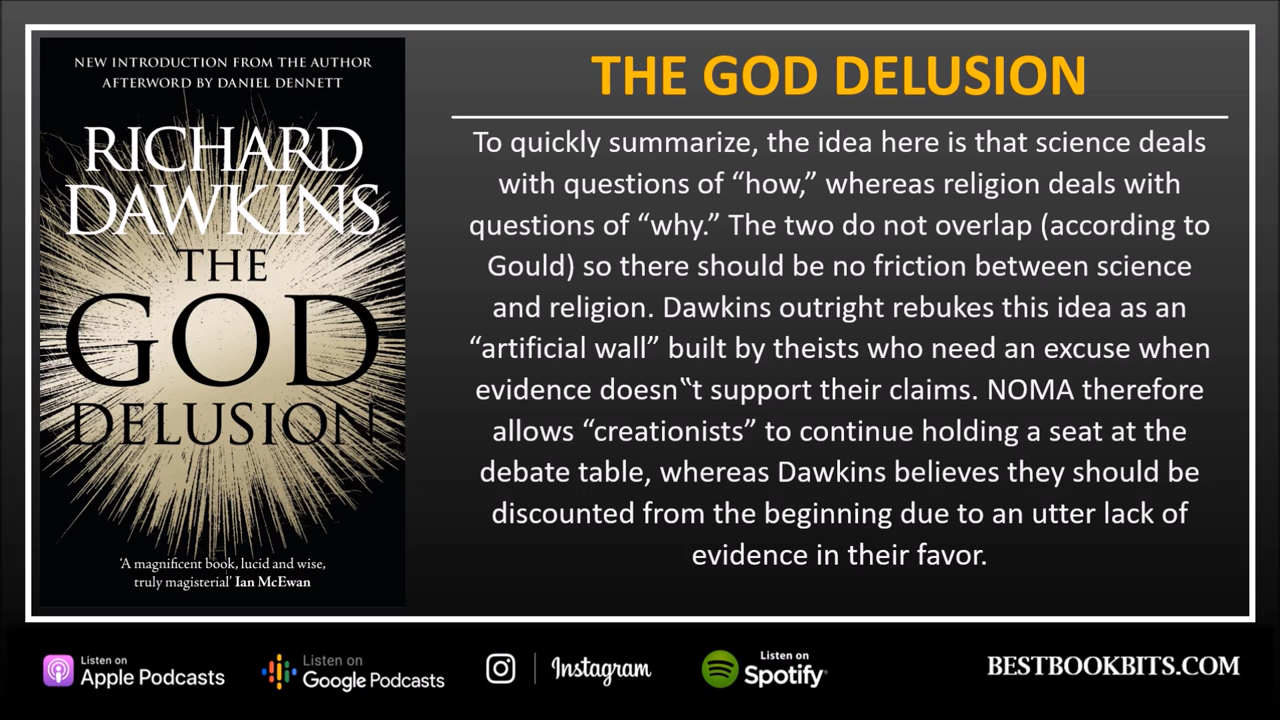 NEW INTRODUCTION FROM THE AUTHOR
AFTERWORD BY DANIEL DENNETT
RICHARD
DAWKINS
THE
GOD
DELUSION
‘A magnificent book, lucid and wise,
truly magisterial’ Ian McEwan
THE GOD DELUSION
To quickly summarize, the idea here is that science deals
with questions of “how,” whereas religion deals with
questions of “why.” The two do not overlap (according to
Gould) so there should be no friction between science
and religion. Dawkins outright rebukes this idea as an
“artificial wall” built by theists who need an excuse when
evidence doesn‟t support their claims. NOMA therefore
allows “creationists” to continue holding a seat at the
debate table, whereas Dawkins believes they should be
discounted from the beginning due to an utter lack of
evidence in their favor.
Listen on
Apple Podcasts
Listen on
Google Podcasts
Instagram
Listen on
Spotify
BESTBOOKBITS.COM